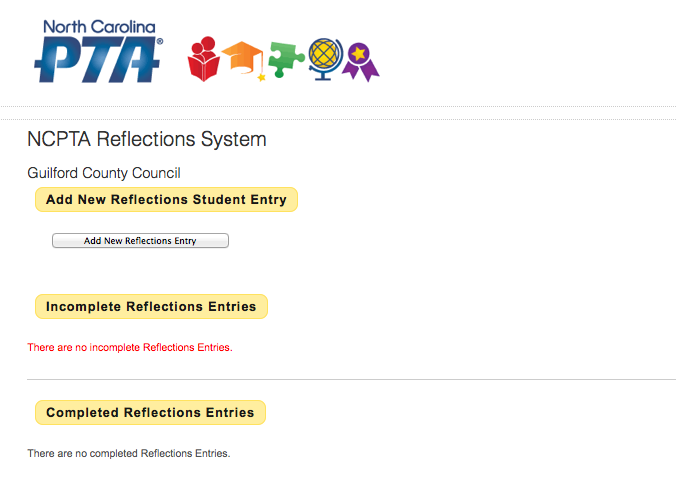 North Carolina
PTA®
NCPTA Reflections System
Guilford County Council
Add New Reflections Student Entry
Add New Reflections Entry
Incomplete Reflections Entries
There are no incomplete Reflections Entries.
Completed Reflections Entries
There are no completed Reflections Entries.